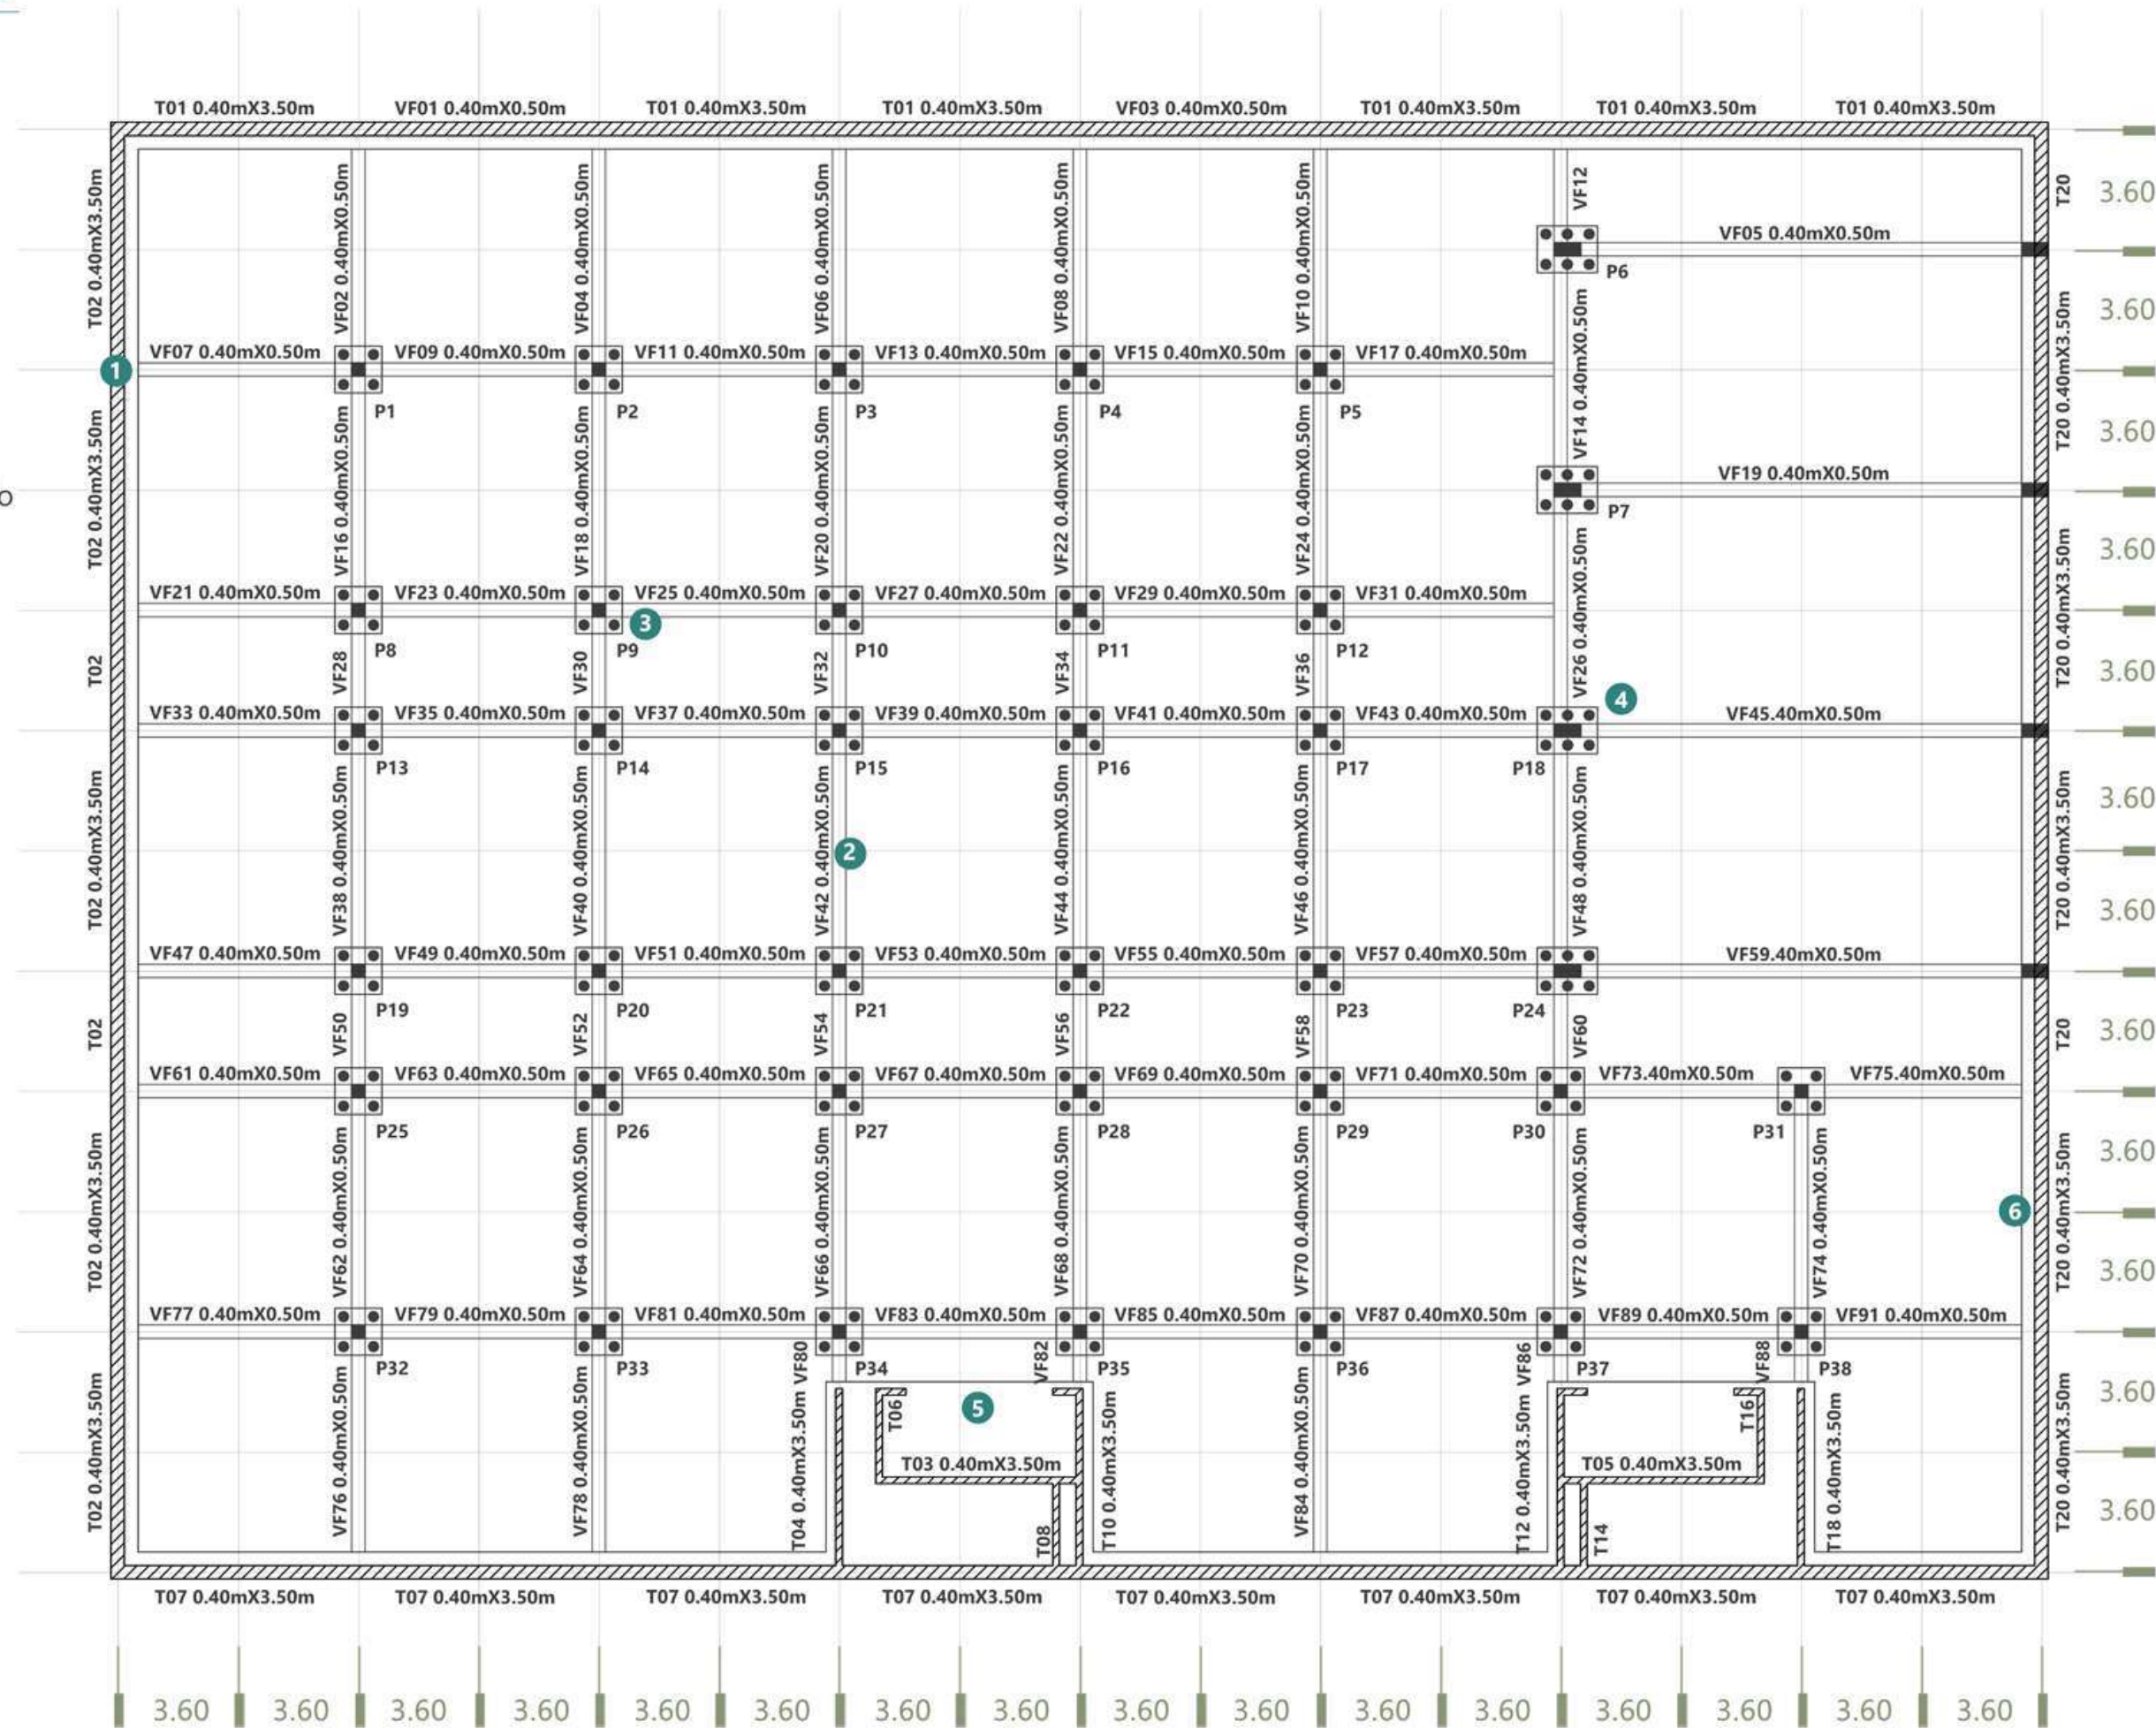 T01 0.40mX3.50m VF01 0.40mX0.50m T01 0.40mX3.50m T01 0.40mX3.50m VF03 0.40mX0.50m T01 0.40mX3.50m T01 0.40mX3.50m T01 0.40mX3.50m
T02 0.40mX3.50m VF02 0.40mX0.50m VF04 0.40mX0.50m VF06 0.40mX0.50m VF08 0.40mX0.50m VF10 0.40mX0.50m VF12 T20 3.60
VF05 0.40mX0.50m
P6
3.60
VF07 0.40mX0.50m VF09 0.40mX0.50m VF11 0.40mX0.50m VF13 0.40mX0.50m VF15 0.40mX0.50m VF17 0.40mX0.50m VF14 0.40mX0.50m T20 0.40mX3.50m
1
P1 P2 P3 P4 P5
3.60
T02 0.40mX3.50m VF16 0.40mX0.50m VF18 0.40mX0.50m VF20 0.40mX0.50m VF22 0.40mX0.50m VF24 0.40mX0.50m
VF19 0.40mX0.50m
O
P7
3.60
VF21 0.40mX0.50m VF23 0.40mX0.50m VF25 0.40mX0.50m VF27 0.40mX0.50m VF29 0.40mX0.50m VF31 0.40mX0.50m VF26 0.40mX0.50m T20 0.40mX3.50m
3
P8 P9 P10 P11 P12
T02 VF28 VF30 VF32 VF34 VF36 3.60
4
VF33 0.40mX0.50m VF35 0.40mX0.50m VF37 0.40mX0.50m VF39 0.40mX0.50m VF41 0.40mX0.50m VF43 0.40mX0.50m VF45.40mX0.50m
P13 P14 P15 P16 P17 P18
3.60
T02 0.40mX3.50m VF38 0.40mX0.50m VF40 0.40mX0.50m VF42 0.40mX0.50m VF44 0.40mX0.50m VF46 0.40mX0.50m VF48 0.40mX0.50m T20 0.40mX3.50m
2
3.60
VF47 0.40mX0.50m VF49 0.40mX0.50m VF51 0.40mX0.50m VF53 0.40mX0.50m VF55 0.40mX0.50m VF57 0.40mX0.50m VF59.40mX0.50m
P19 P20 P21 P22 P23 P24
T02 VF50 VF52 VF54 VF56 VF58 VF60 T20 3.60
VF61 0.40mX0.50m VF63 0.40mX0.50m VF65 0.40mX0.50m VF67 0.40mX0.50m VF69 0.40mX0.50m VF71 0.40mX0.50m VF73.40mX0.50m VF75.40mX0.50m
P25 P26 P27 P28 P29 P30 P31
3.60
T02 0.40mX3.50m VF62 0.40mX0.50m VF64 0.40mX0.50m VF66 0.40mX0.50m VF68 0.40mX0.50m VF70 0.40mX0.50m VF72 0.40mX0.50m VF74 0.40mX0.50m T20 0.40mX3.50m
6
3.60
VF77 0.40mX0.50m VF79 0.40mX0.50m VF81 0.40mX0.50m VF83 0.40mX0.50m VF85 0.40mX0.50m VF87 0.40mX0.50m VF89 0.40mX0.50m VF91 0.40mX0.50m
P32 P33 VF80 P34 VF82 P35 P36 VF86 P37 VF88 P38
3.60
5
T02 0.40mX3.50m VF76 0.40mX0.50m VF78 0.40mX0.50m T04 0.40mX3.50m T06 T10 0.40mX3.50m VF84 0.40mX0.50m T12 0.40mX3.50m T16 T18 0.40mX3.50m T20 0.40mX3.50m
T03 0.40mX3.50m T05 0.40mX3.50m
3.60
T08 T14
T07 0.40mX3.50m T07 0.40mX3.50m T07 0.40mX3.50m T07 0.40mX3.50m T07 0.40mX3.50m T07 0.40mX3.50m T07 0.40mX3.50m T07 0.40mX3.50m
3.60 3.60 3.60 3.60 3.60 3.60 3.60 3.60 3.60 3.60 3.60 3.60 3.60 3.60 3.60 3.60